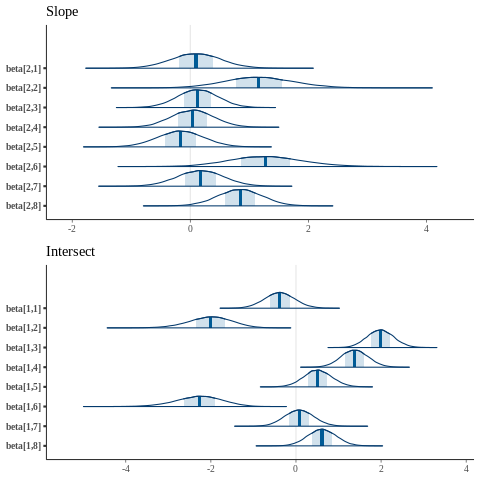 Slope
beta[2,1]
beta[2,2]
beta[2,3]
beta[2,4]
beta[2,5]
beta[2,6]
beta[2,7]
beta[2,8]
-2 0 2 4
Intersect
beta[1,1]
beta[1,2]
beta[1,3]
beta[1,4]
beta[1,5]
beta[1,6]
beta[1,7]
beta[1,8]
-4 -2 0 2 4